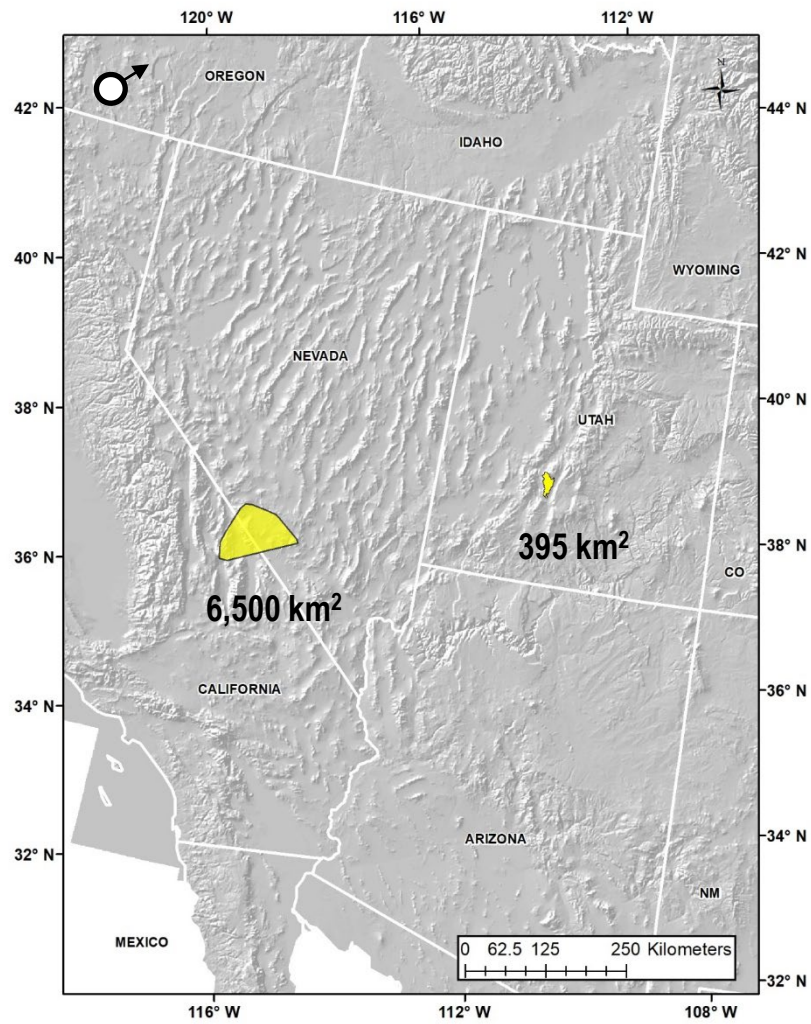 120° W 116° W 112° W
N
OREGON
42° N 44° N
IDAHO
40° N 42° N
WYOMING
NEVADA
38° N 40° N
UTAH
395 km²
36° N 38° N
CO
6,500 km²
CALIFORNIA 36° N
34° N
ARIZONA 34° N
32° N
NM
MEXICO
0 62.5 125 250 Kilometers
32° N
116° W 112° W 108° W